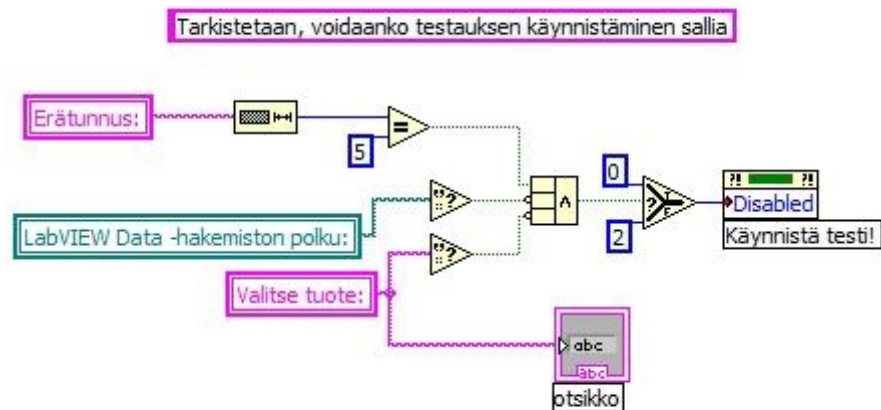 Tarkistetaan, voidaanko testauksen käynnistäminen sallia
Erätunnus:
=
5
0
?! ?!
Disabled
Käynnistä testi!
? T F
2
LabVIEW Data -hakemiston polku:
?
?
Valitse tuote:
abc
abc
otsikko